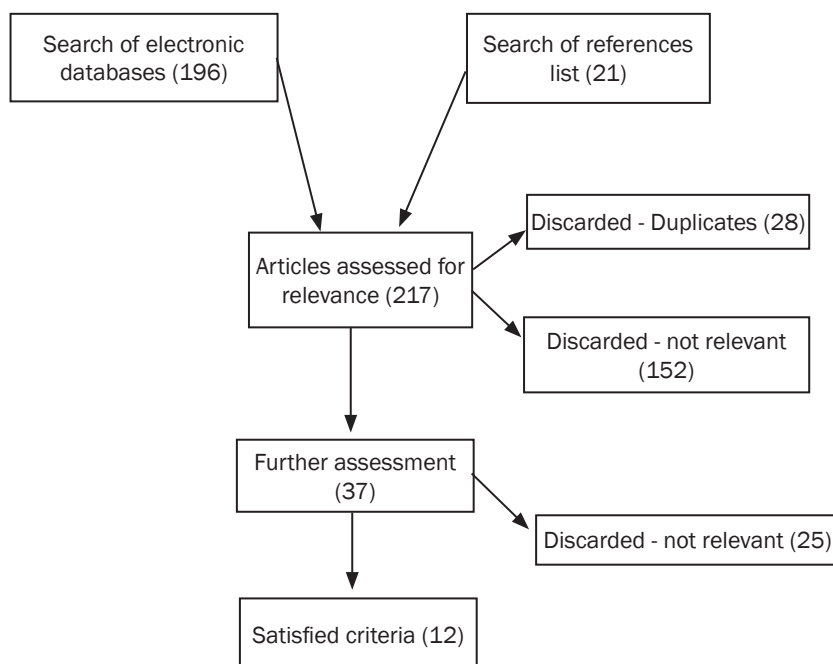 Search of electronic
databases (196)
Search of references
list (21)
Articles assessed for
relevance (217)
Discarded - Duplicates (28)
Discarded - not relevant
(152)
Further assessment
(37)
Discarded - not relevant (25)
Satisfied criteria (12)